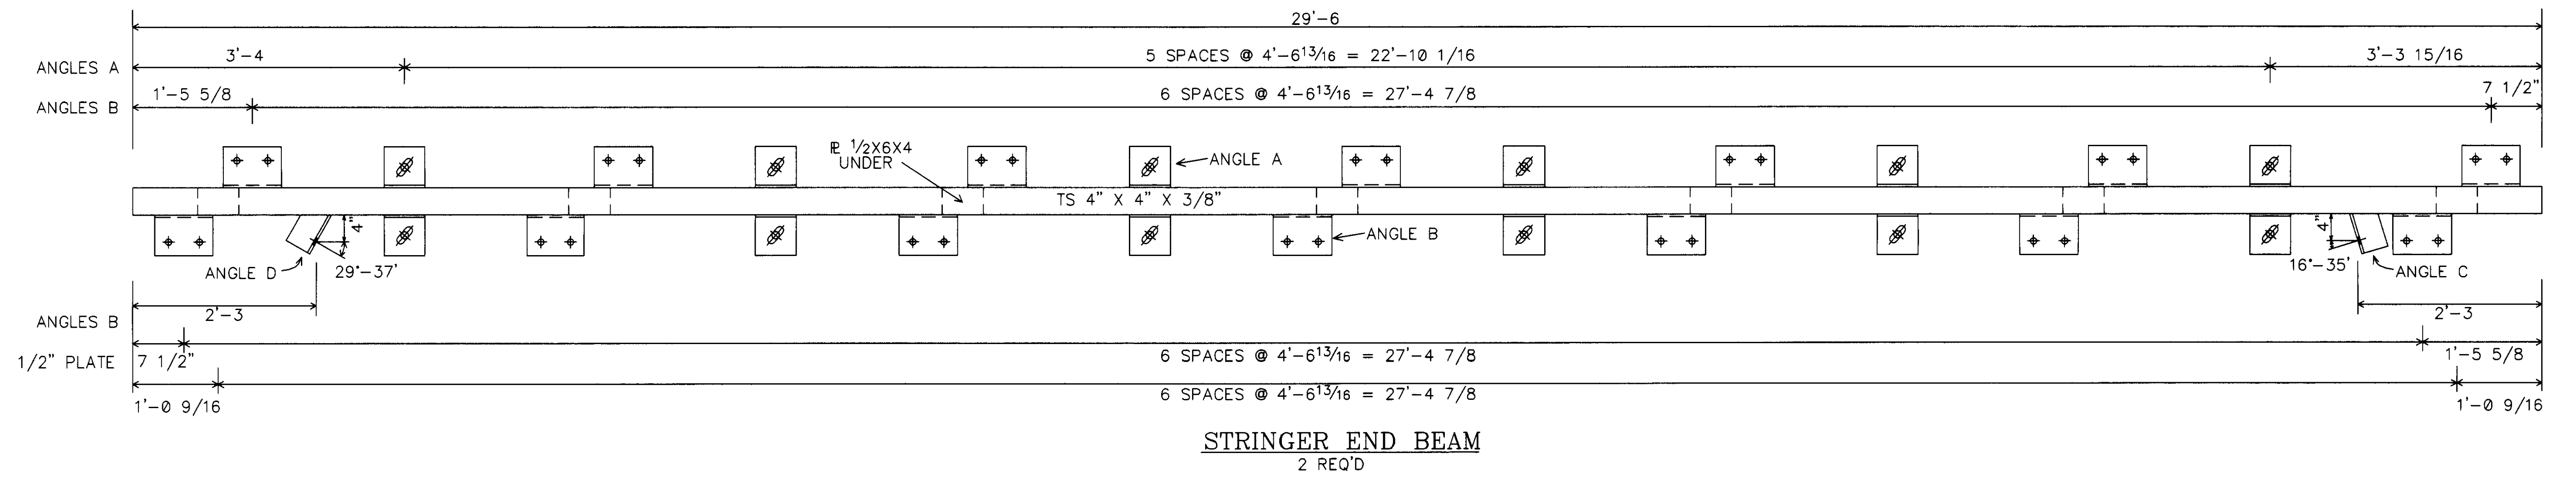 29'-6
ANGLES A 3'-4 5 SPACES @ 4'-6 13/16 = 22'-10 1/16 3'-3 15/16
ANGLES B 1'-5 5/8 6 SPACES @ 4'-6 13/16 = 27'-4 7/8 7 1/2"
℄ 1/2X6X4
UNDER
ANGLE A
TS 4" X 4" X 3/8"
4" 4"
ANGLE B
ANGLE D 29°-37' 16°-35' ANGLE C
2'-3 2'-3
ANGLES B 7 1/2" 6 SPACES @ 4'-6 13/16 = 27'-4 7/8 1'-5 5/8
1/2" PLATE 1'-0 9/16 6 SPACES @ 4'-6 13/16 = 27'-4 7/8 1'-0 9/16
STRINGER END BEAM
2 REQ'D